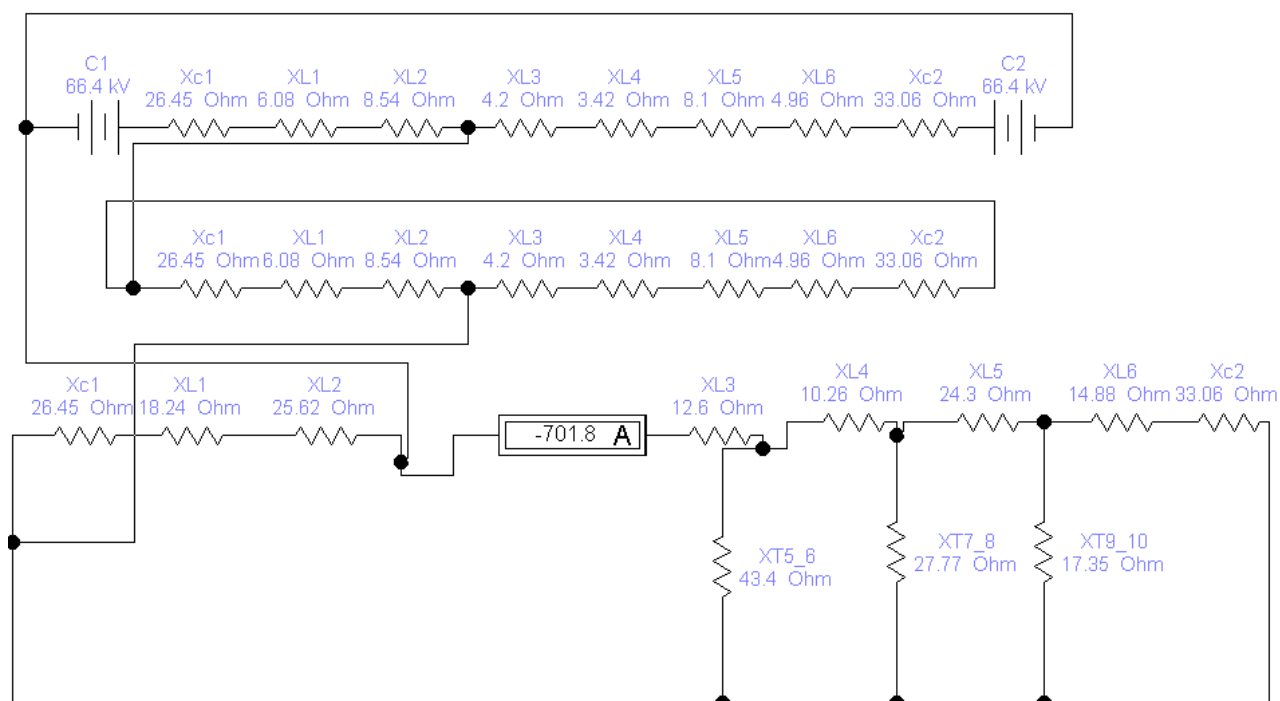 C1
66.4 kV
Xc1
26.45 Ohm
XL1
6.08 Ohm
XL2
8.54 Ohm
XL3
4.2 Ohm
XL4
3.42 Ohm
XL5
8.1 Ohm
XL6
4.96 Ohm
Xc2
33.06 Ohm
C2
66.4 kV
Xc1
26.45 Ohm
XL1
6.08 Ohm
XL2
8.54 Ohm
XL3
4.2 Ohm
XL4
3.42 Ohm
XL5
8.1 Ohm
XL6
4.96 Ohm
Xc2
33.06 Ohm
Xc1
26.45 Ohm
XL1
18.24 Ohm
XL2
25.62 Ohm
-701.8 A
XL3
12.6 Ohm
XL4
10.26 Ohm
XL5
24.3 Ohm
XL6
14.88 Ohm
Xc2
33.06 Ohm
XT5_6
43.4 Ohm
XT7_8
27.77 Ohm
XT9_10
17.35 Ohm